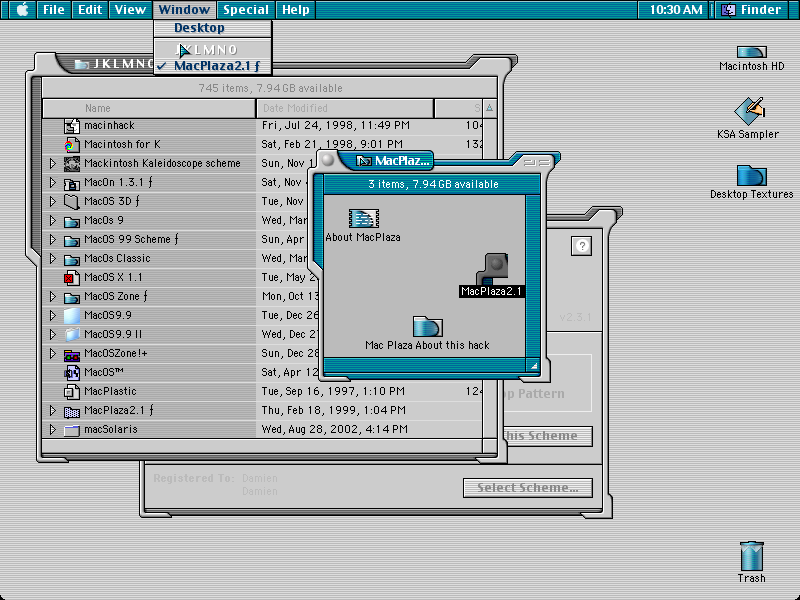 File Edit View Window Special Help 10:30 AM Finder
Desktop
JKLMNO
✓ MacPlaza2.1 ƒ
JKLMNO
745 items, 7.94 GB available
Name Date Modified S
macinhack Fri, Jul 24, 1998, 11:49 PM 104
Macintosh for K Sat, Feb 21, 1998, 9:01 PM 132
Mackintosh Kaleidoscope scheme Sun, Nov 1
MacOn 1.3.1 ƒ Sat, Nov
MacOS 3D ƒ Tue, Nov
MacOs 9 Wed, Mar
MacOS 99 Scheme ƒ Sun, Apr
MacOs Classic Wed, Mar
MacOS X 1.1 Tue, May 2
MacOS Zone ƒ Mon, Oct 13
MacOS9.9 Tue, Dec 26
MacOS9.9 II Wed, Dec 27
MacOSZone!+ Sun, Dec 28
MacOS™ Sat, Apr 12
MacPlastic Tue, Sep 16, 1997, 1:10 PM 124
MacPlaza2.1 ƒ Thu, Feb 18, 1999, 1:04 PM
macSolaris Wed, Aug 28, 2002, 4:14 PM
MacPlaz...
3 items, 7.94 GB available
About MacPlaza
MacPlaza2.1
Mac Plaza About this hack
?
v2.3.1
op Pattern
This Scheme
Registered To: Damien
Damien
Select Scheme...
Macintosh HD
KSA Sampler
Desktop Textures
Trash